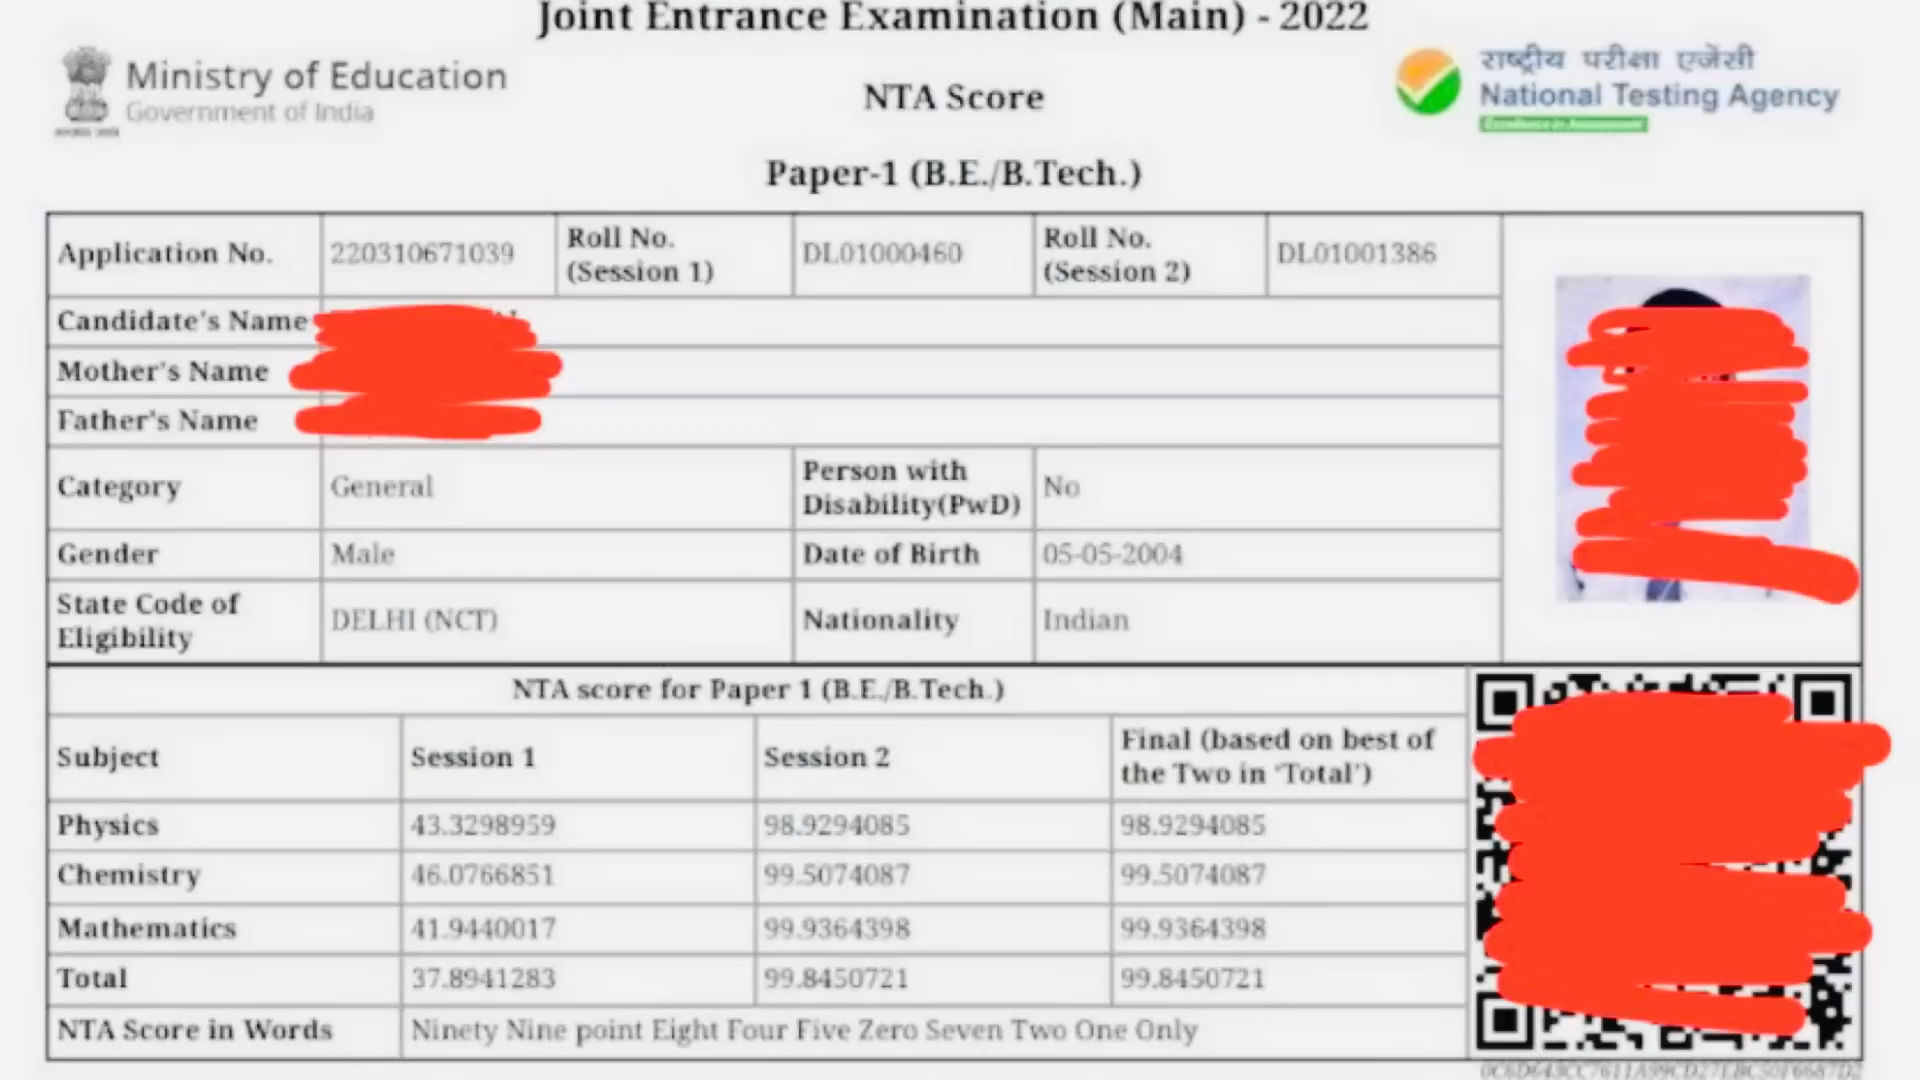 Joint Entrance Examination (Main) - 2022
Ministry of Education
Government of India
NTA Score
राष्ट्रीय परीक्षा एजेंसी
National Testing Agency
Excellence in Assessment
Paper-1 (B.E./B.Tech.)
Application No. 220310671039 Roll No. (Session 1) DL01000460 Roll No. (Session 2) DL01001386
Candidate's Name
Mother's Name
Father's Name
Category General Person with Disability(PwD) No
Gender Male Date of Birth 05-05-2004
State Code of Eligibility DELHI (NCT) Nationality Indian
NTA score for Paper 1 (B.E./B.Tech.)
Subject Session 1 Session 2 Final (based on best of the Two in 'Total')
Physics 43.3298959 98.9294085 98.9294085
Chemistry 46.0766851 99.5074087 99.5074087
Mathematics 41.9440017 99.9364398 99.9364398
Total 37.8941283 99.8450721 99.8450721
NTA Score in Words Ninety Nine point Eight Four Five Zero Seven Two One Only